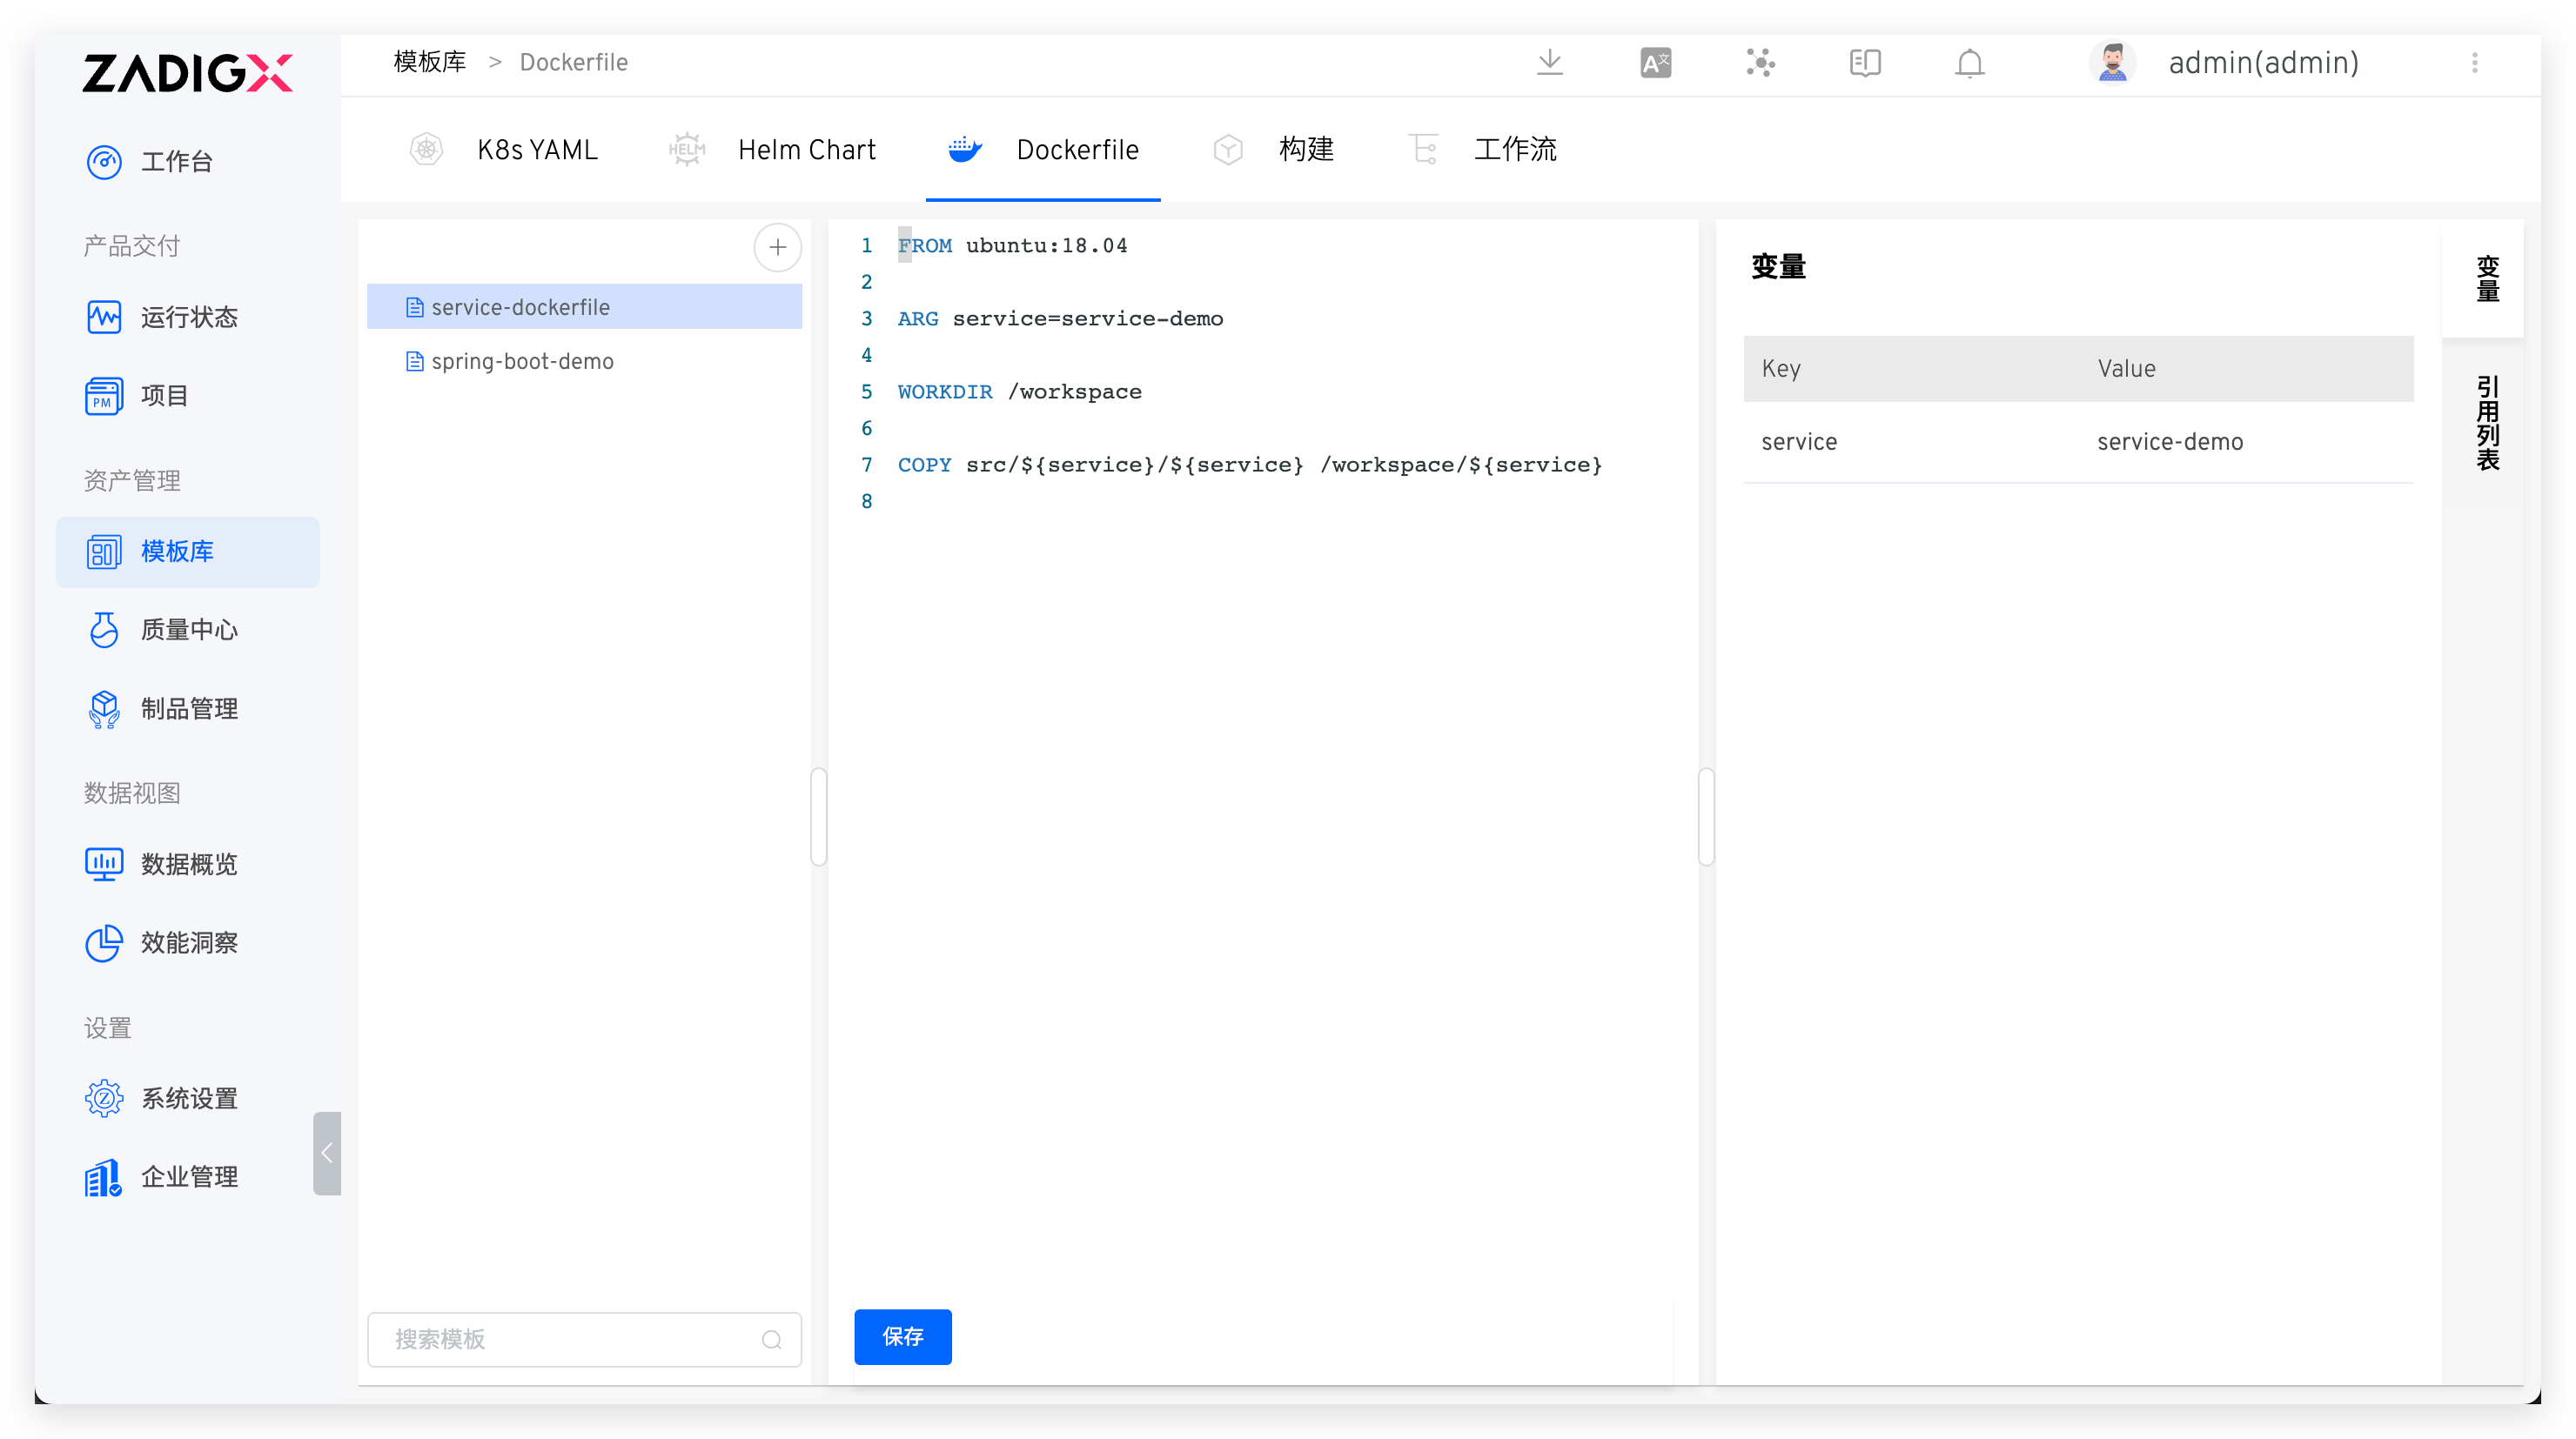 ZADIGX
工作台
产品交付
运行状态
PM
项目
资产管理
模板库
质量中心
制品管理
数据视图
数据概览
效能洞察
设置
Z
系统设置
企业管理
模板库 > Dockerfile
A文
admin(admin)
K8s YAML
HELM
Helm Chart
Dockerfile
构建
工作流
service-dockerfile
spring-boot-demo
搜索模板
1 FROM ubuntu:18.04
2
3 ARG service=service-demo
4
5 WORKDIR /workspace
6
7 COPY src/${service}/${service} /workspace/${service}
8
保存
变量
Key Value
service service-demo
变量
引用列表